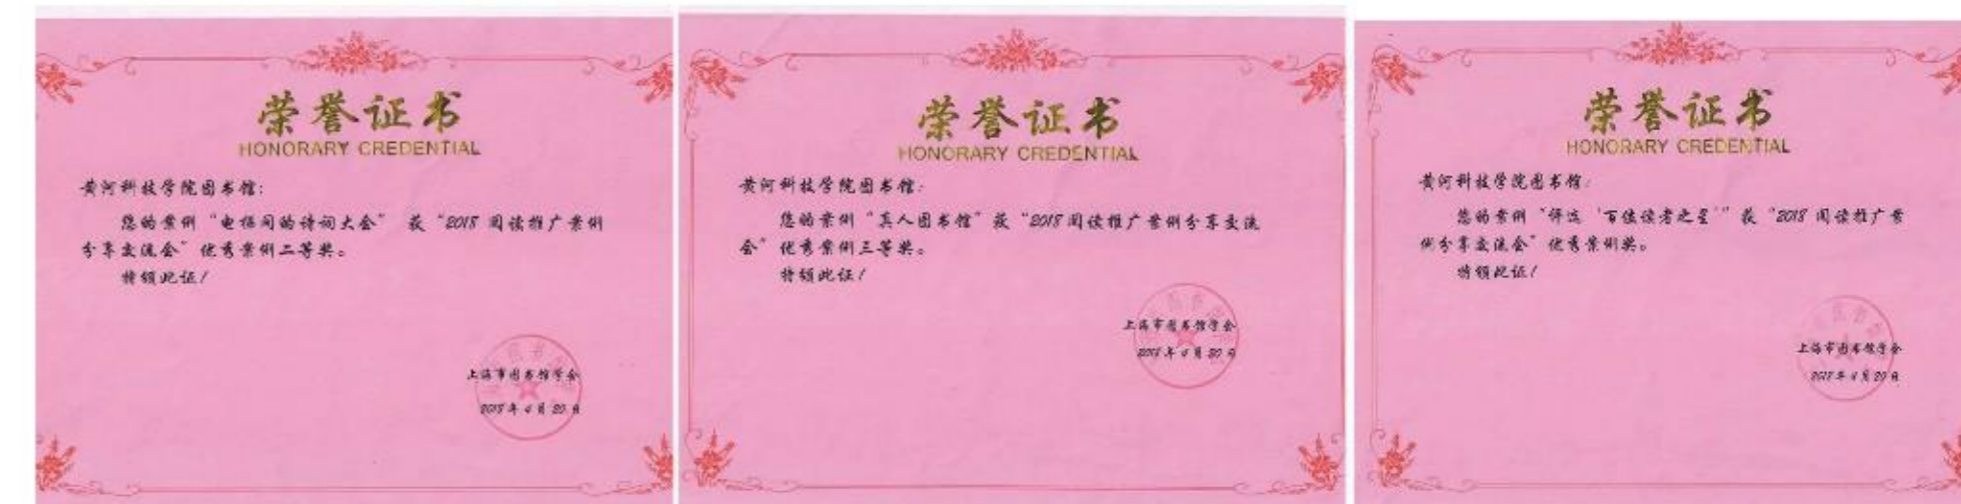 荣誉证书
HONORARY CREDENTIAL
黄河科技学院图书馆：
您的案例“电梯间的诗词大会” 获“2018 阅读推广案例
分享交流会”优秀案例二等奖。
特颁此证！
上海市图书馆学会
2018年4月20日
荣誉证书
HONORARY CREDENTIAL
黄河科技学院图书馆：
您的案例“真人图书馆”获“2018阅读推广案例分享交流
会”优秀案例三等奖。
特颁此证！
上海市图书馆学会
2018年4月20日
荣誉证书
HONORARY CREDENTIAL
黄河科技学院图书馆：
您的案例“评选‘百佳读者之星’”获“2018 阅读推广案
例分享交流会”优秀案例奖。
特颁此证！
上海市图书馆学会
2018年4月20日